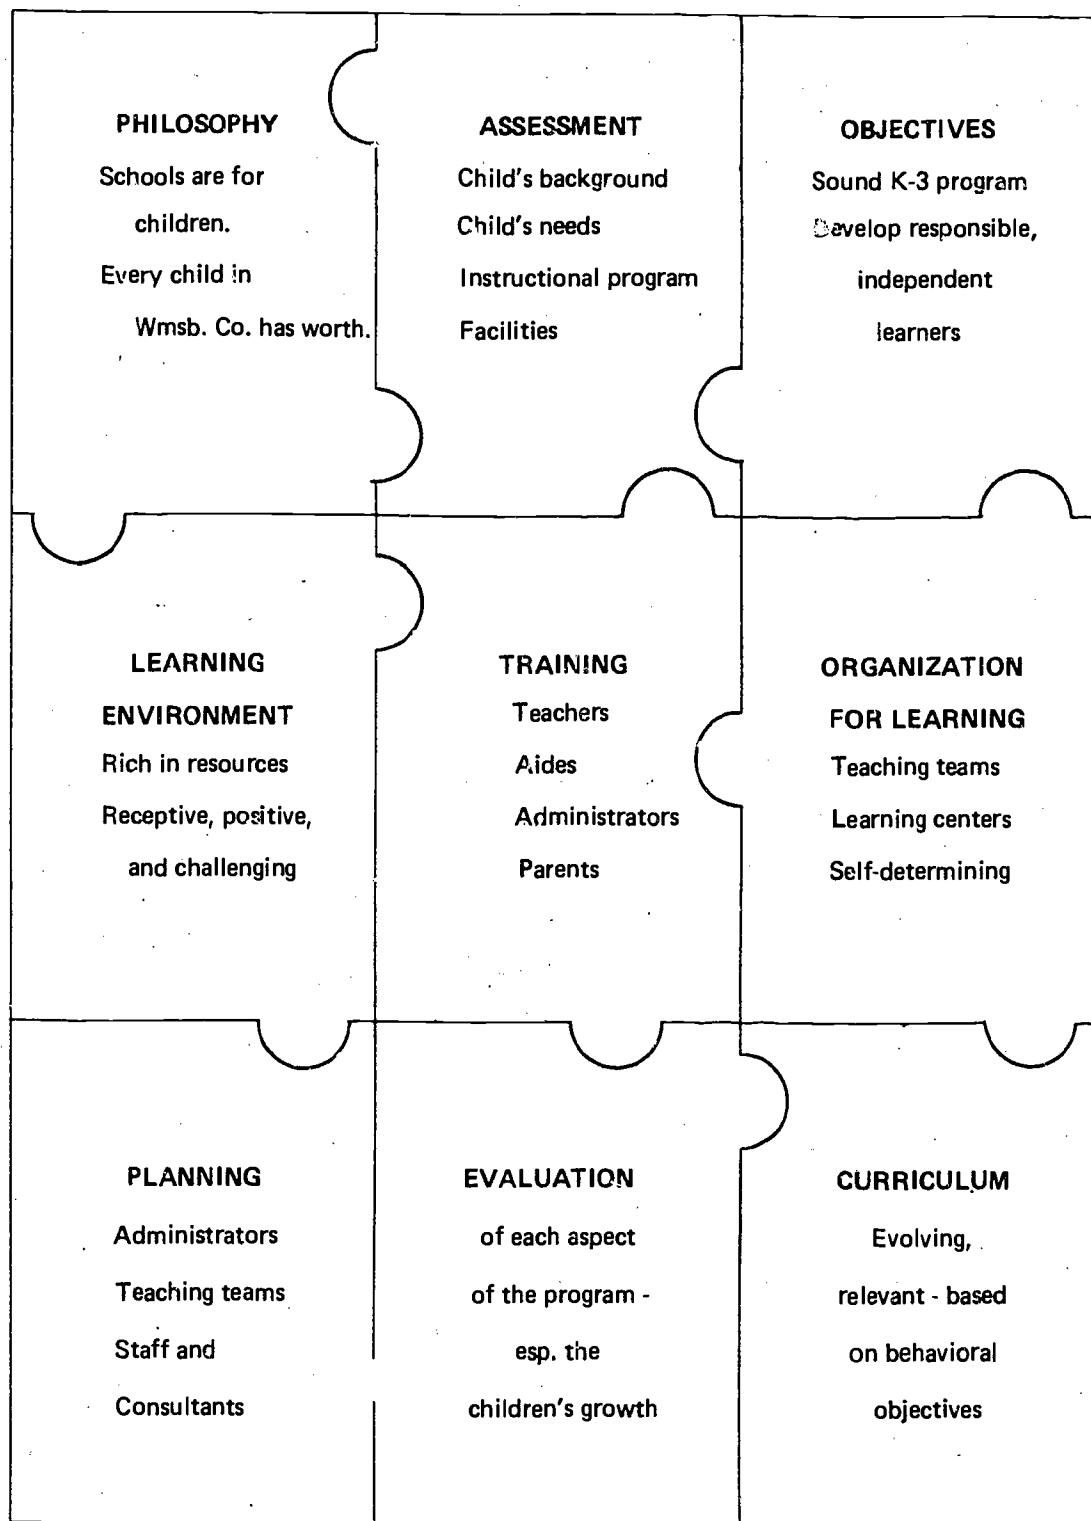 PHILOSOPHY
Schools are for
children.
Every child in
Wmsb. Co. has worth.
ASSESSMENT
Child's background
Child's needs
Instructional program
Facilities
OBJECTIVES
Sound K-3 program
Develop responsible,
independent
learners
LEARNING
ENVIRONMENT
Rich in resources
Receptive, positive,
and challenging
TRAINING
Teachers
Aides
Administrators
Parents
ORGANIZATION
FOR LEARNING
Teaching teams
Learning centers
Self-determining
PLANNING
Administrators
Teaching teams
Staff and
Consultants
EVALUATION
of each aspect
of the program -
esp. the
children's growth
CURRICULUM
Evolving,
relevant - based
on behavioral
objectives